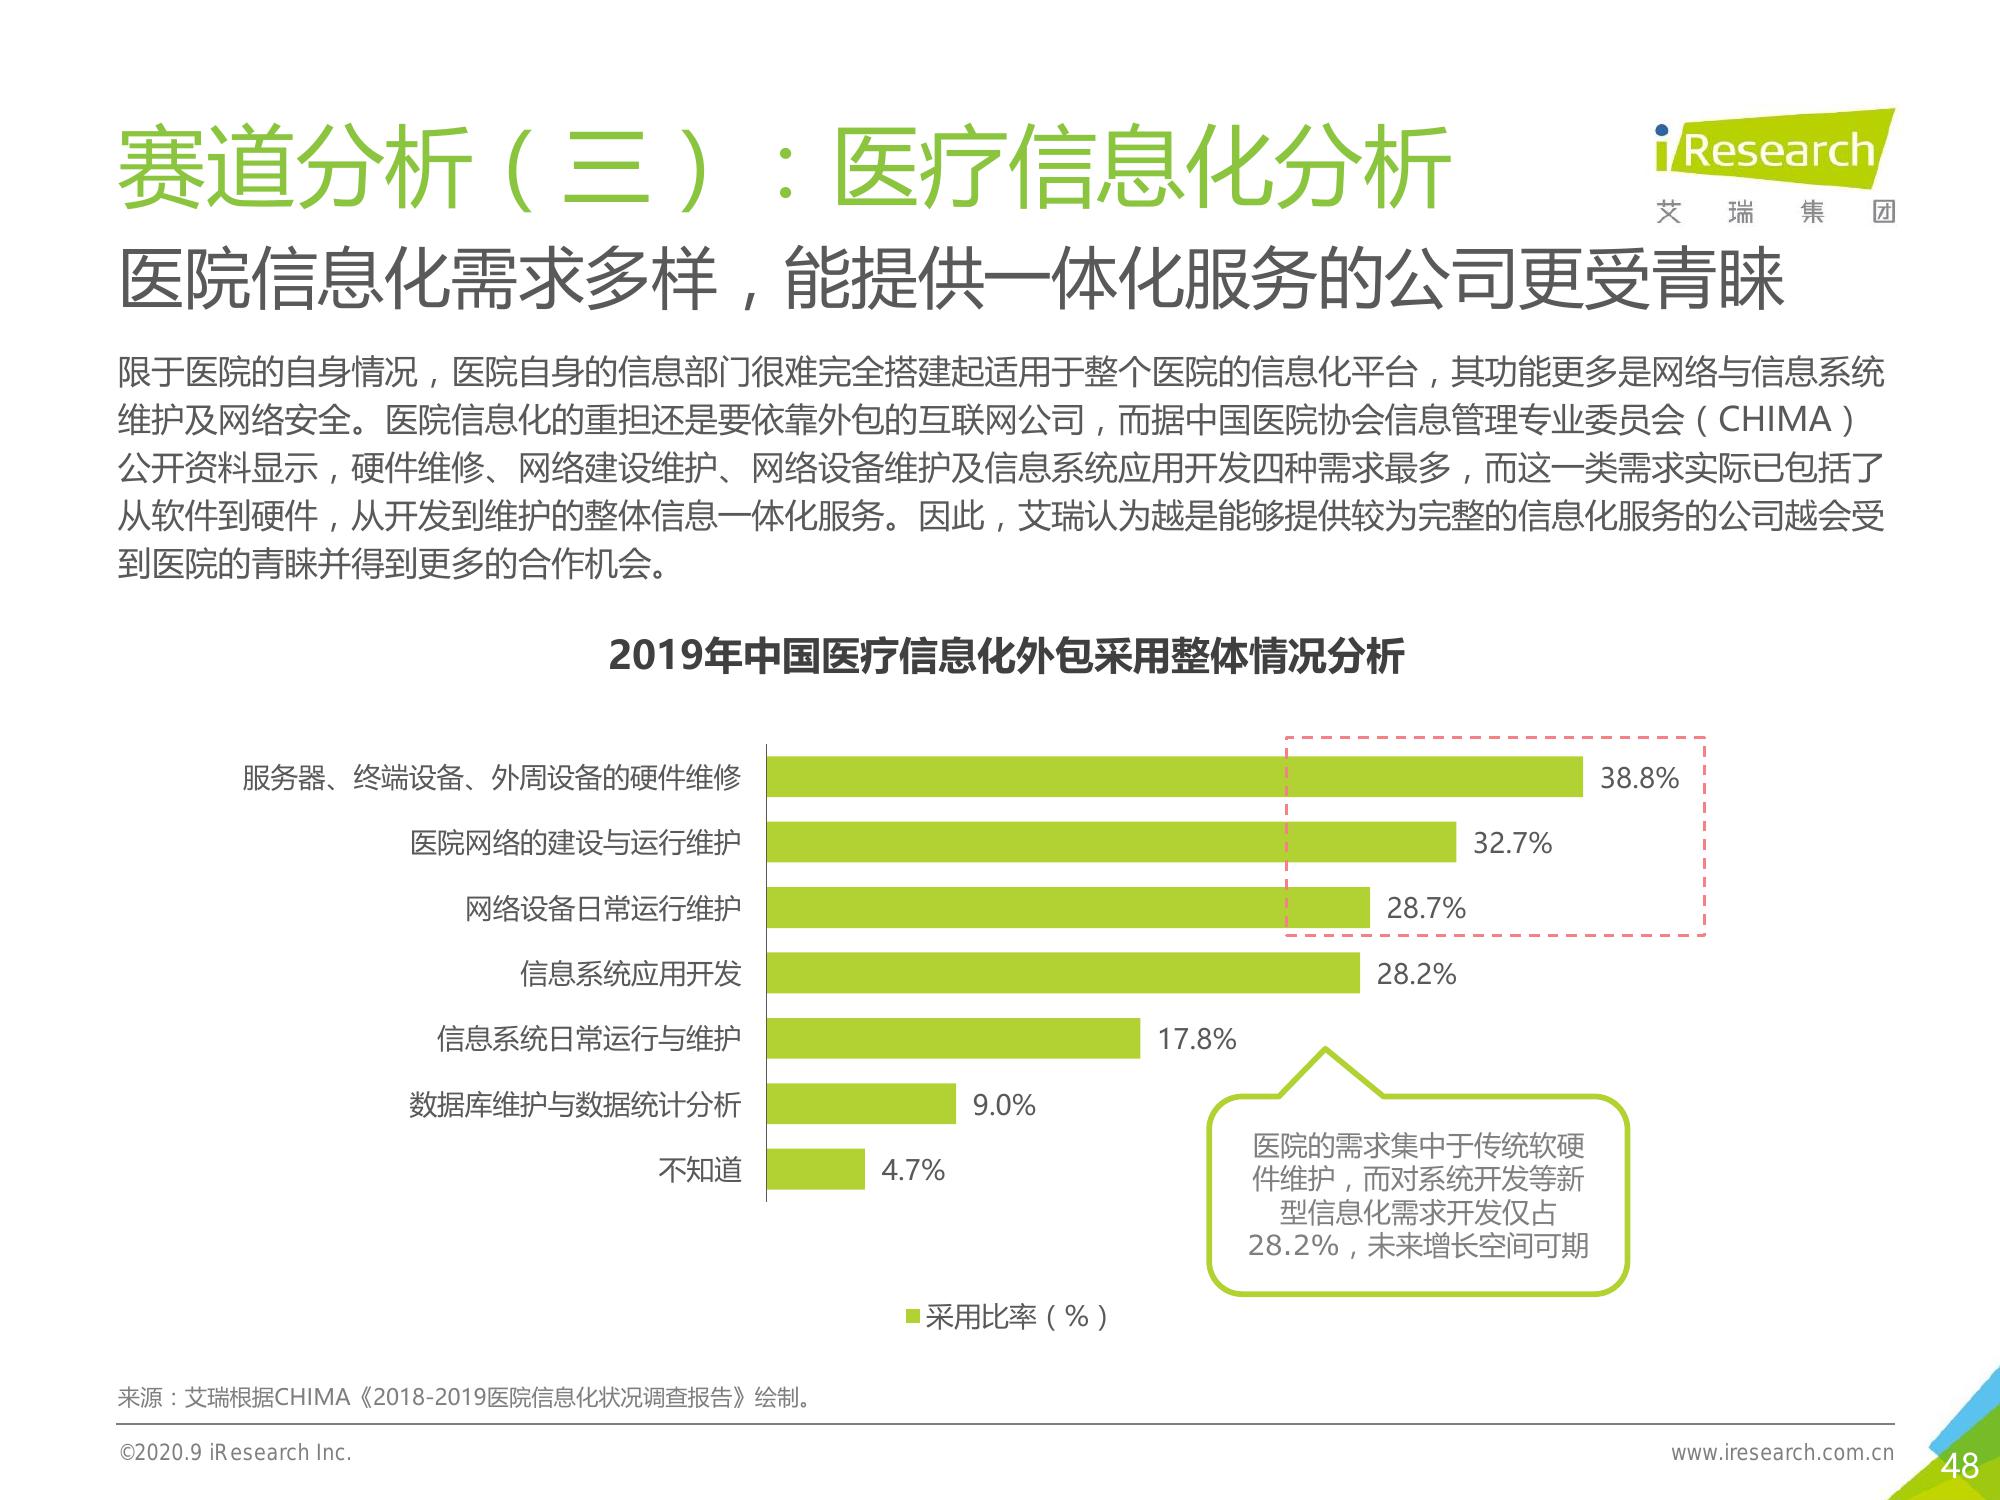 赛道分析（三）：医疗信息化分析
iResearch
艾瑞集团
医院信息化需求多样，能提供一体化服务的公司更受青睐
限于医院的自身情况，医院自身的信息部门很难完全搭建起适用于整个医院的信息化平台，其功能更多是网络与信息系统
维护及网络安全。医院信息化的重担还是要依靠外包的互联网公司，而据中国医院协会信息管理专业委员会（CHIMA）
公开资料显示，硬件维修、网络建设维护、网络设备维护及信息系统应用开发四种需求最多，而这一类需求实际已包括了
从软件到硬件，从开发到维护的整体信息一体化服务。因此，艾瑞认为越是能够提供较为完整的信息化服务的公司越会受
到医院的青睐并得到更多的合作机会。
2019年中国医疗信息化外包采用整体情况分析
服务器、终端设备、外周设备的硬件维修 38.8%
医院网络的建设与运行维护 32.7%
网络设备日常运行维护 28.7%
信息系统应用开发 28.2%
信息系统日常运行与维护 17.8%
数据库维护与数据统计分析 9.0%
不知道 4.7%
医院的需求集中于传统软硬
件维护，而对系统开发等新
型信息化需求开发仅占
28.2%，未来增长空间可期
采用比率（%）
来源：艾瑞根据CHIMA《2018-2019医院信息化状况调查报告》绘制。
©2020.9 iResearch Inc.
www.iresearch.com.cn
48